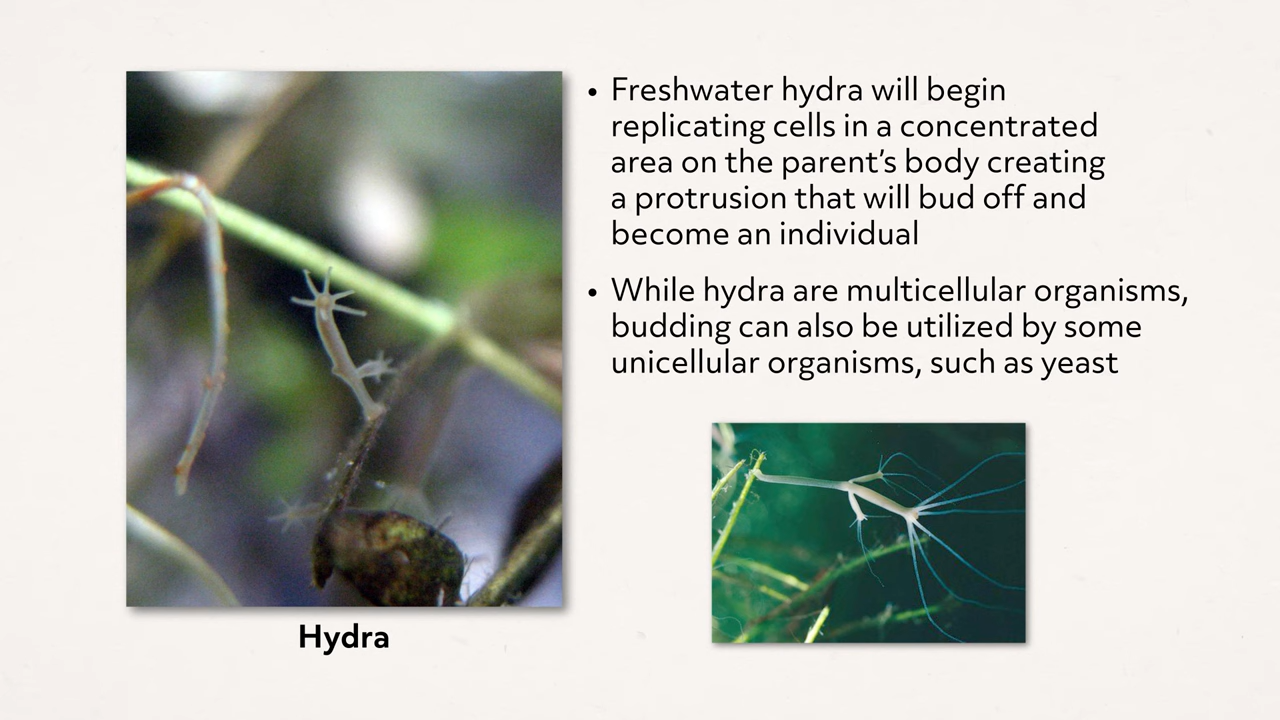 • Freshwater hydra will begin
replicating cells in a concentrated
area on the parent’s body creating
a protrusion that will bud off and
become an individual
• While hydra are multicellular organisms,
budding can also be utilized by some
unicellular organisms, such as yeast
Hydra